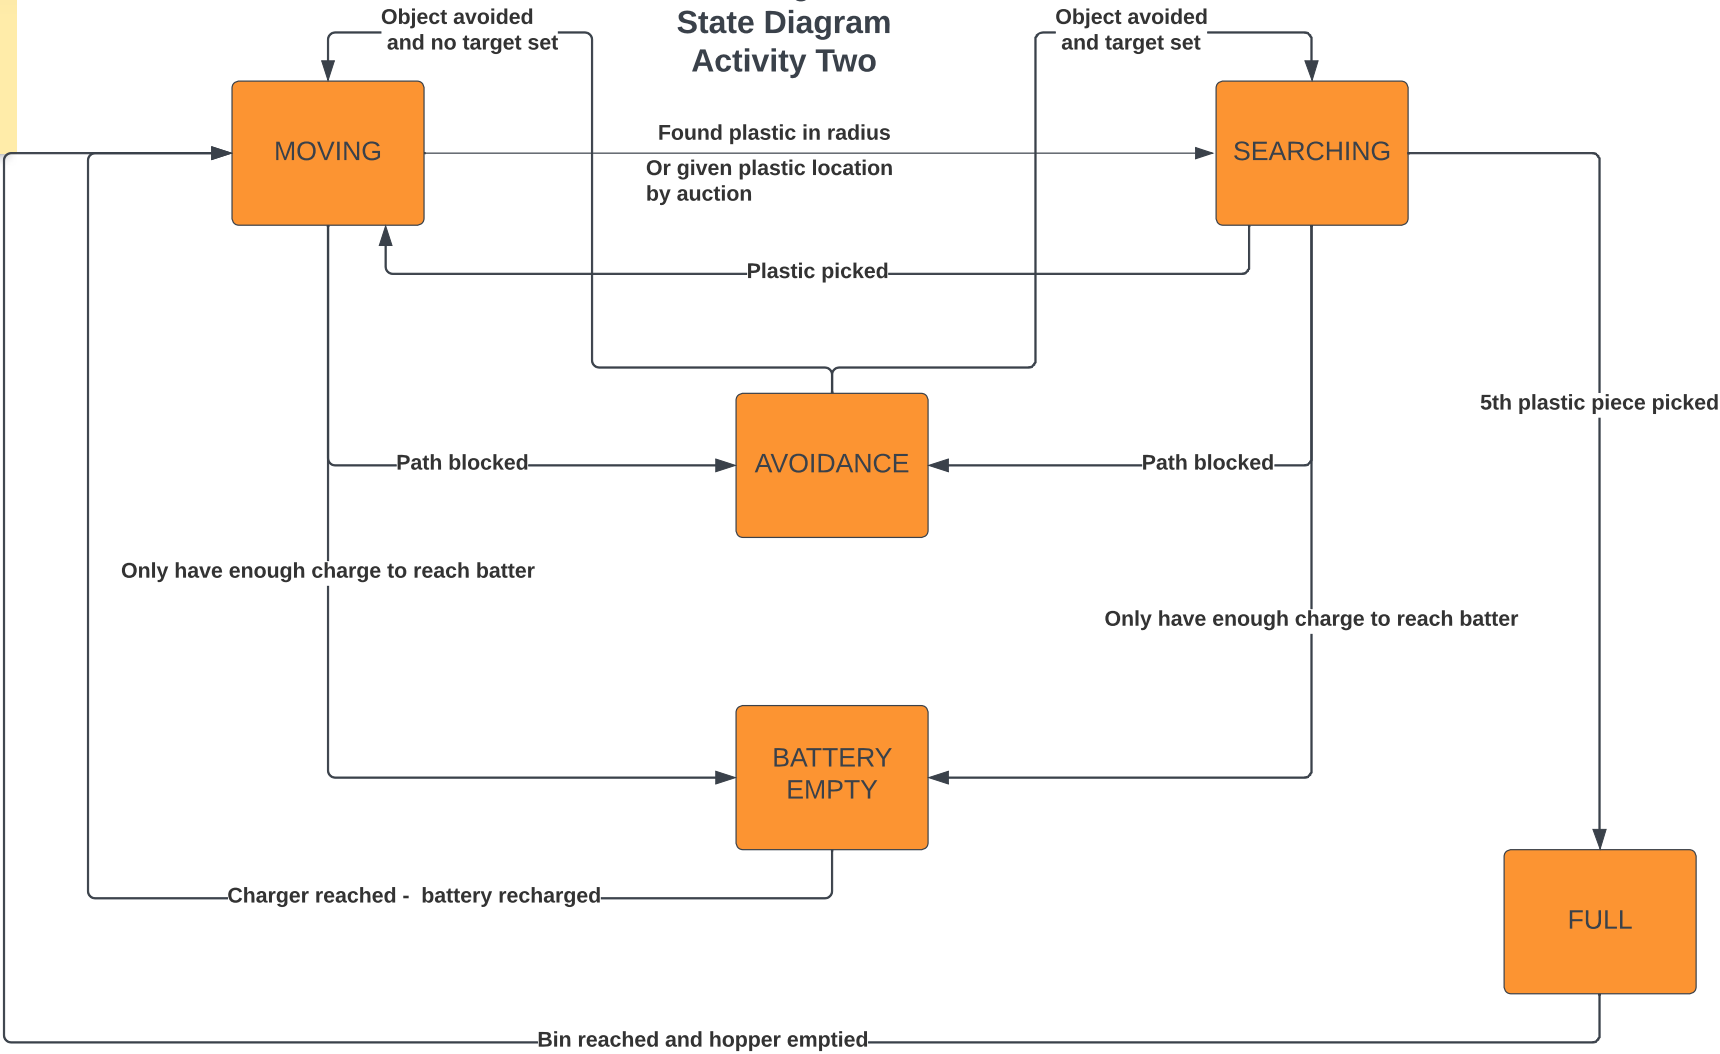 Object avoided
and no target set
State Diagram
Activity Two
Object avoided
and target set
MOVING
Found plastic in radius
Or given plastic location
by auction
SEARCHING
Plastic picked
5th plastic piece picked
Path blocked
AVOIDANCE
Path blocked
Only have enough charge to reach batter
Only have enough charge to reach batter
BATTERY
EMPTY
Charger reached -  battery recharged
FULL
Bin reached and hopper emptied